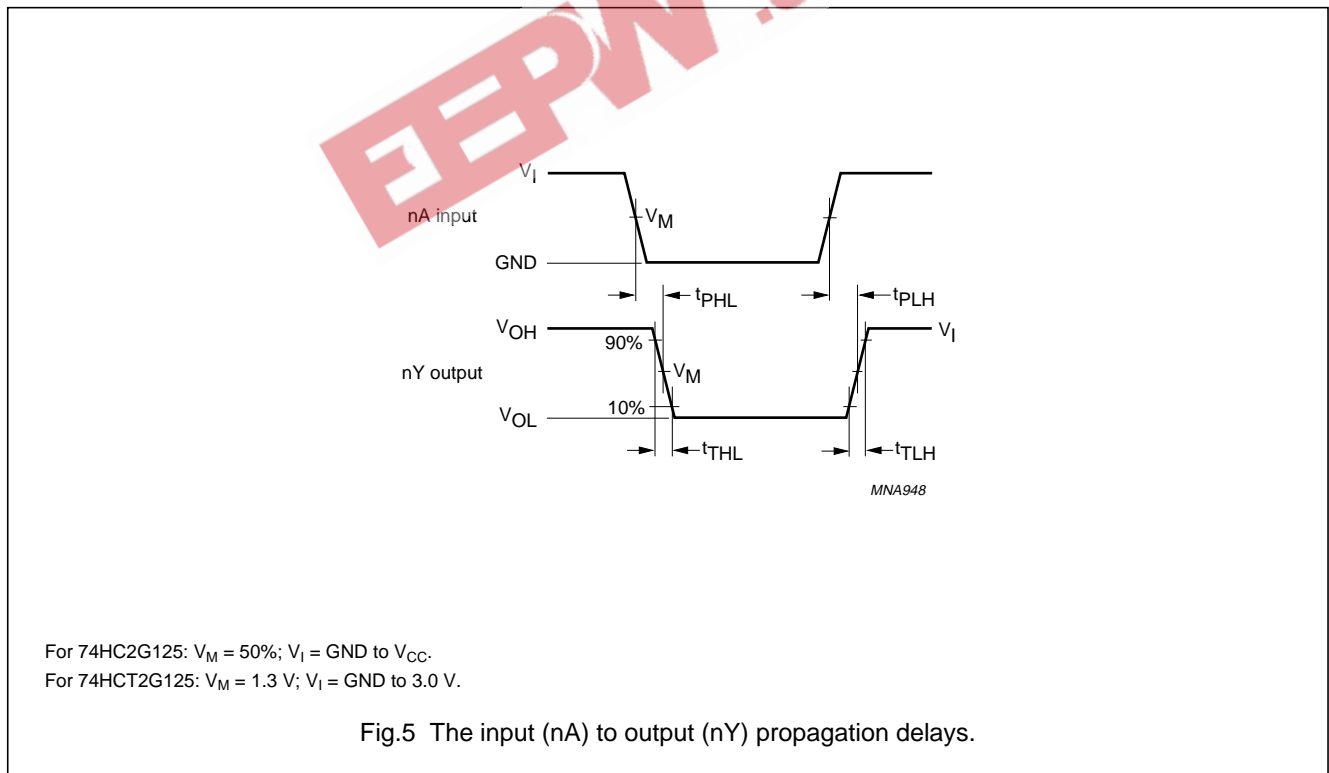 EEPW
V_I
nA input
V_M
GND
t_PHL
t_PLH
V_OH
V_I
90%
nY output
V_M
10%
V_OL
t_THL
t_TLH
MNA948
For 74HC2G125: V_M = 50%; V_I = GND to V_CC.
For 74HCT2G125: V_M = 1.3 V; V_I = GND to 3.0 V.
Fig.5 The input (nA) to output (nY) propagation delays.